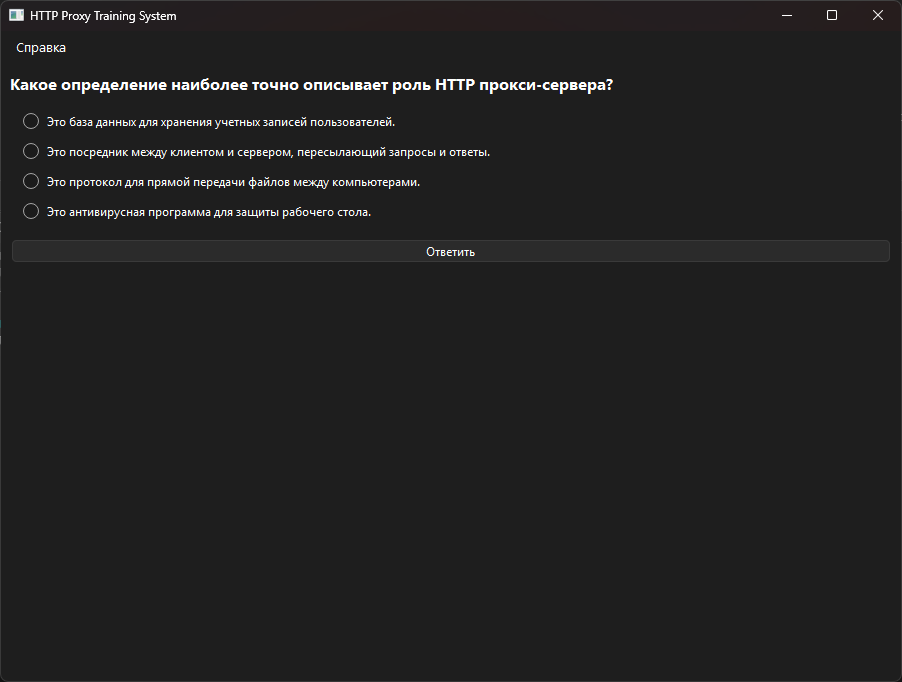 HTTP Proxy Training System
Справка
Какое определение наиболее точно описывает роль HTTP прокси-сервера?
Это база данных для хранения учетных записей пользователей.
Это посредник между клиентом и сервером, пересылающий запросы и ответы.
Это протокол для прямой передачи файлов между компьютерами.
Это антивирусная программа для защиты рабочего стола.
Ответить